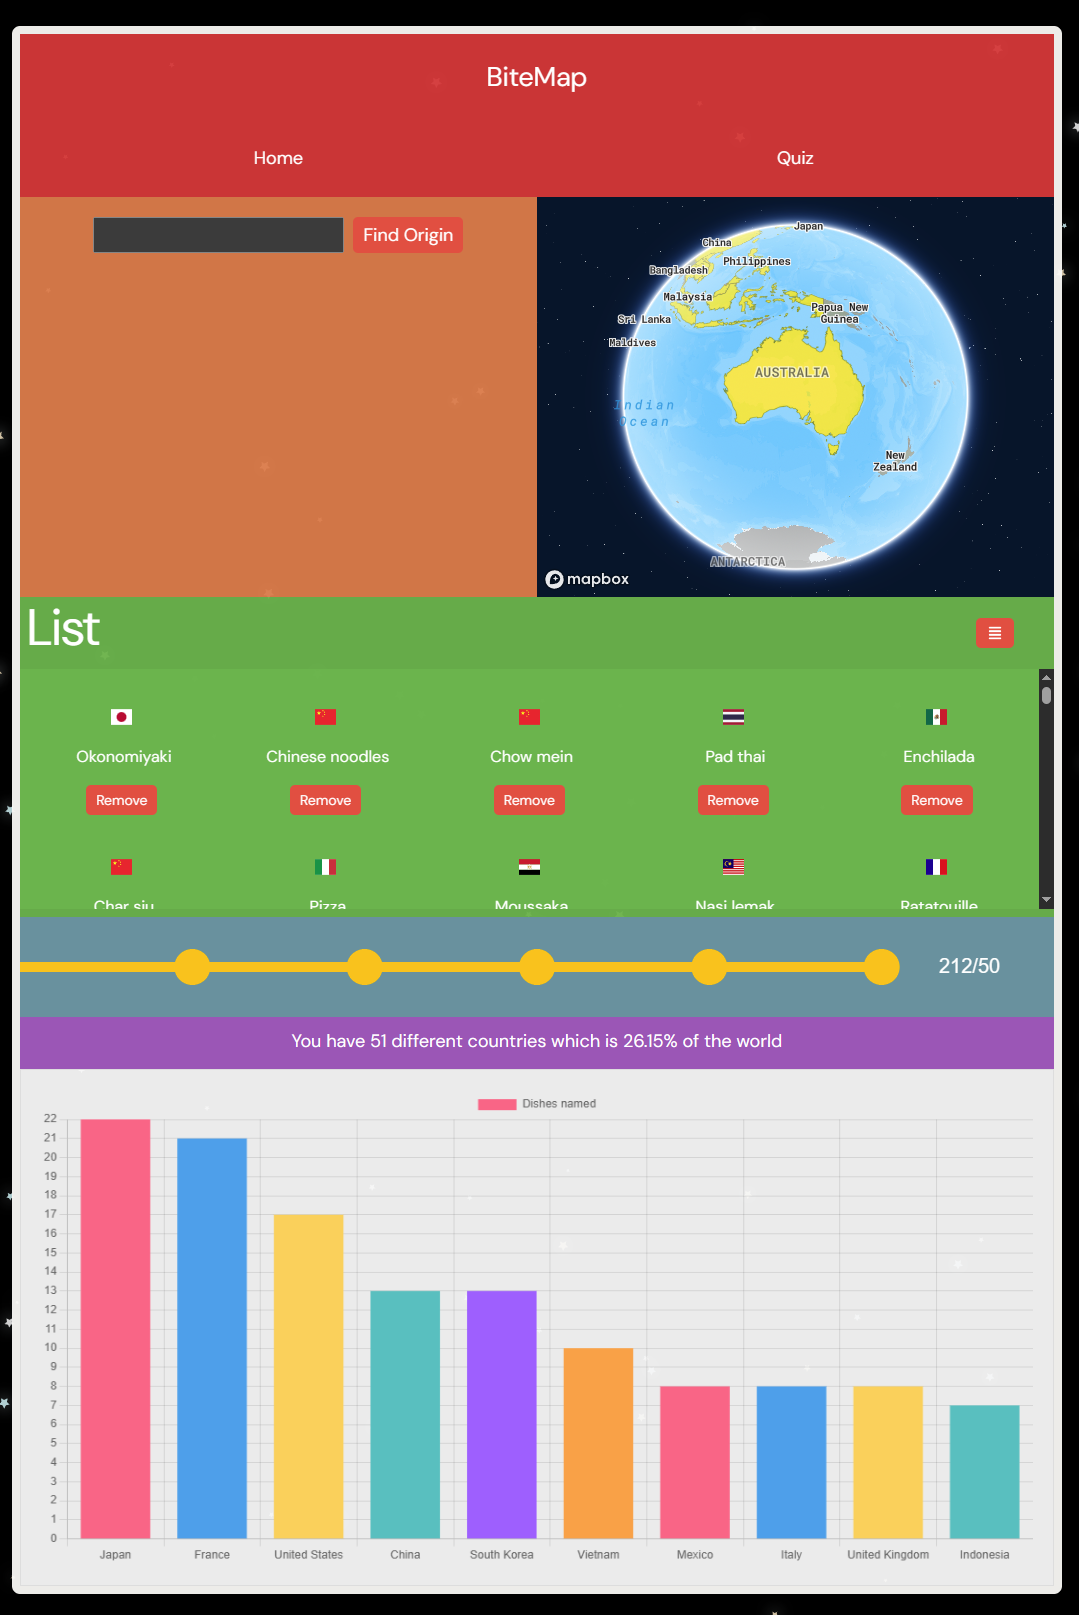 BiteMap
Home
Quiz
Find Origin
Japan
China
Philippines
Bangladesh
Malaysia
Papua New
Guinea
Sri Lanka
Maldives
AUSTRALIA
Indian
Ocean
New
Zealand
ANTARCTICA
mapbox
List
Okonomiyaki
Chinese noodles
Chow mein
Pad thai
Enchilada
Remove
Remove
Remove
Remove
Remove
Char siu
Pizza
Moussaka
Nasi lemak
Ratatouille
212/50
You have 51 different countries which is 26.15% of the world
Dishes named
22
21
20
19
18
17
16
15
14
13
12
11
10
9
8
7
6
5
4
3
2
1
0
Japan
France
United States
China
South Korea
Vietnam
Mexico
Italy
United Kingdom
Indonesia